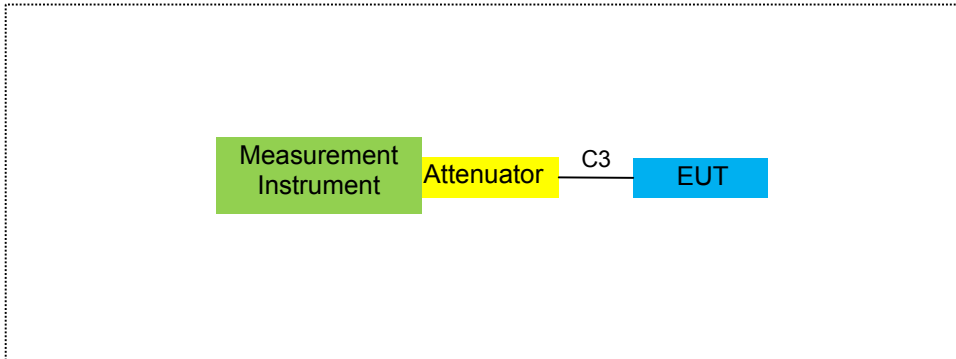 Measurement
Instrument
Attenuator
C3
EUT